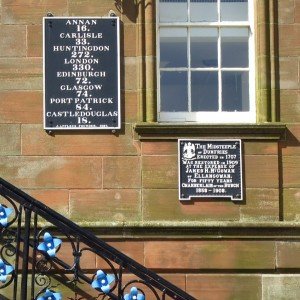 ANNAN
16.
CARLISLE
33.
HUNTINGDON
272.
LONDON
330.
EDINBURGH
72.
GLASGOW
74.
PORT PATRICK
84.
CASTLEDOUGLAS
18.
THE MIDSTEEPLE
OF DUMFRIES
ERECTED IN 1707
WAS RESTORED IN 1909
AT THE EXPENSE OF
JAMES H. McGOWAN
OF ELLANGOWAN.
FOR FIFTY YEARS
CHAMBERLAIN OF THE BURGH
1858 - 1908.